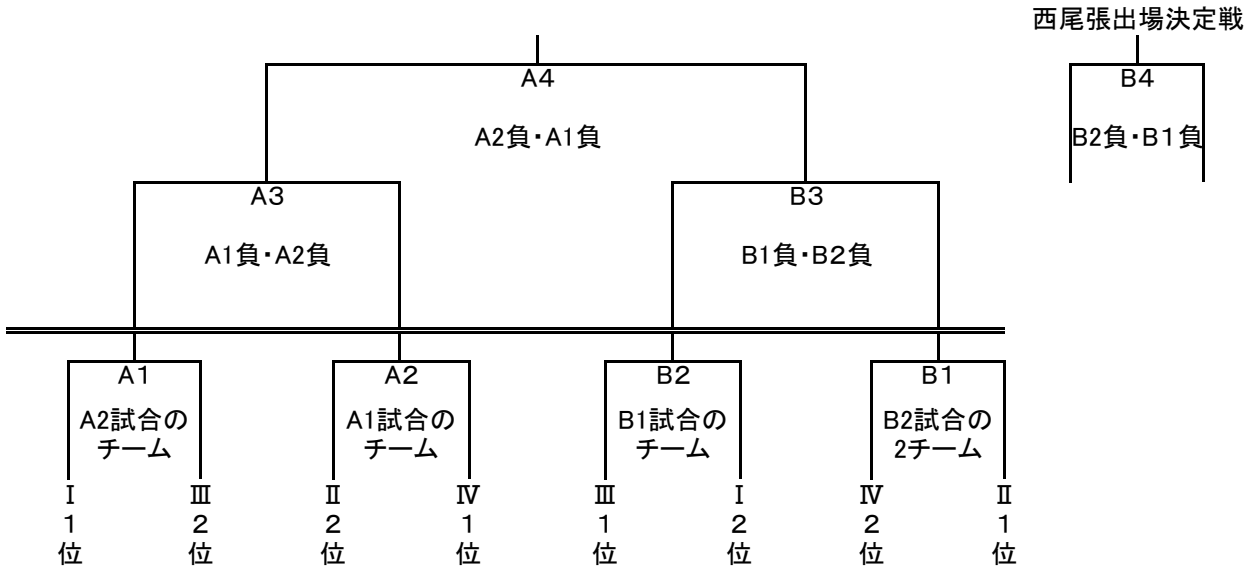 西尾張出場決定戦
A4
B4
A2負・A1負
B2負・B1負
A3
B3
A1負・A2負
B1負・B2負
A1
A2
B2
B1
A2試合の
チーム
A1試合の
チーム
B1試合の
チーム
B2試合の
2チーム
Ⅰ
1
位
Ⅲ
2
位
Ⅱ
2
位
Ⅳ
1
位
Ⅲ
1
位
Ⅰ
2
位
Ⅳ
2
位
Ⅱ
1
位